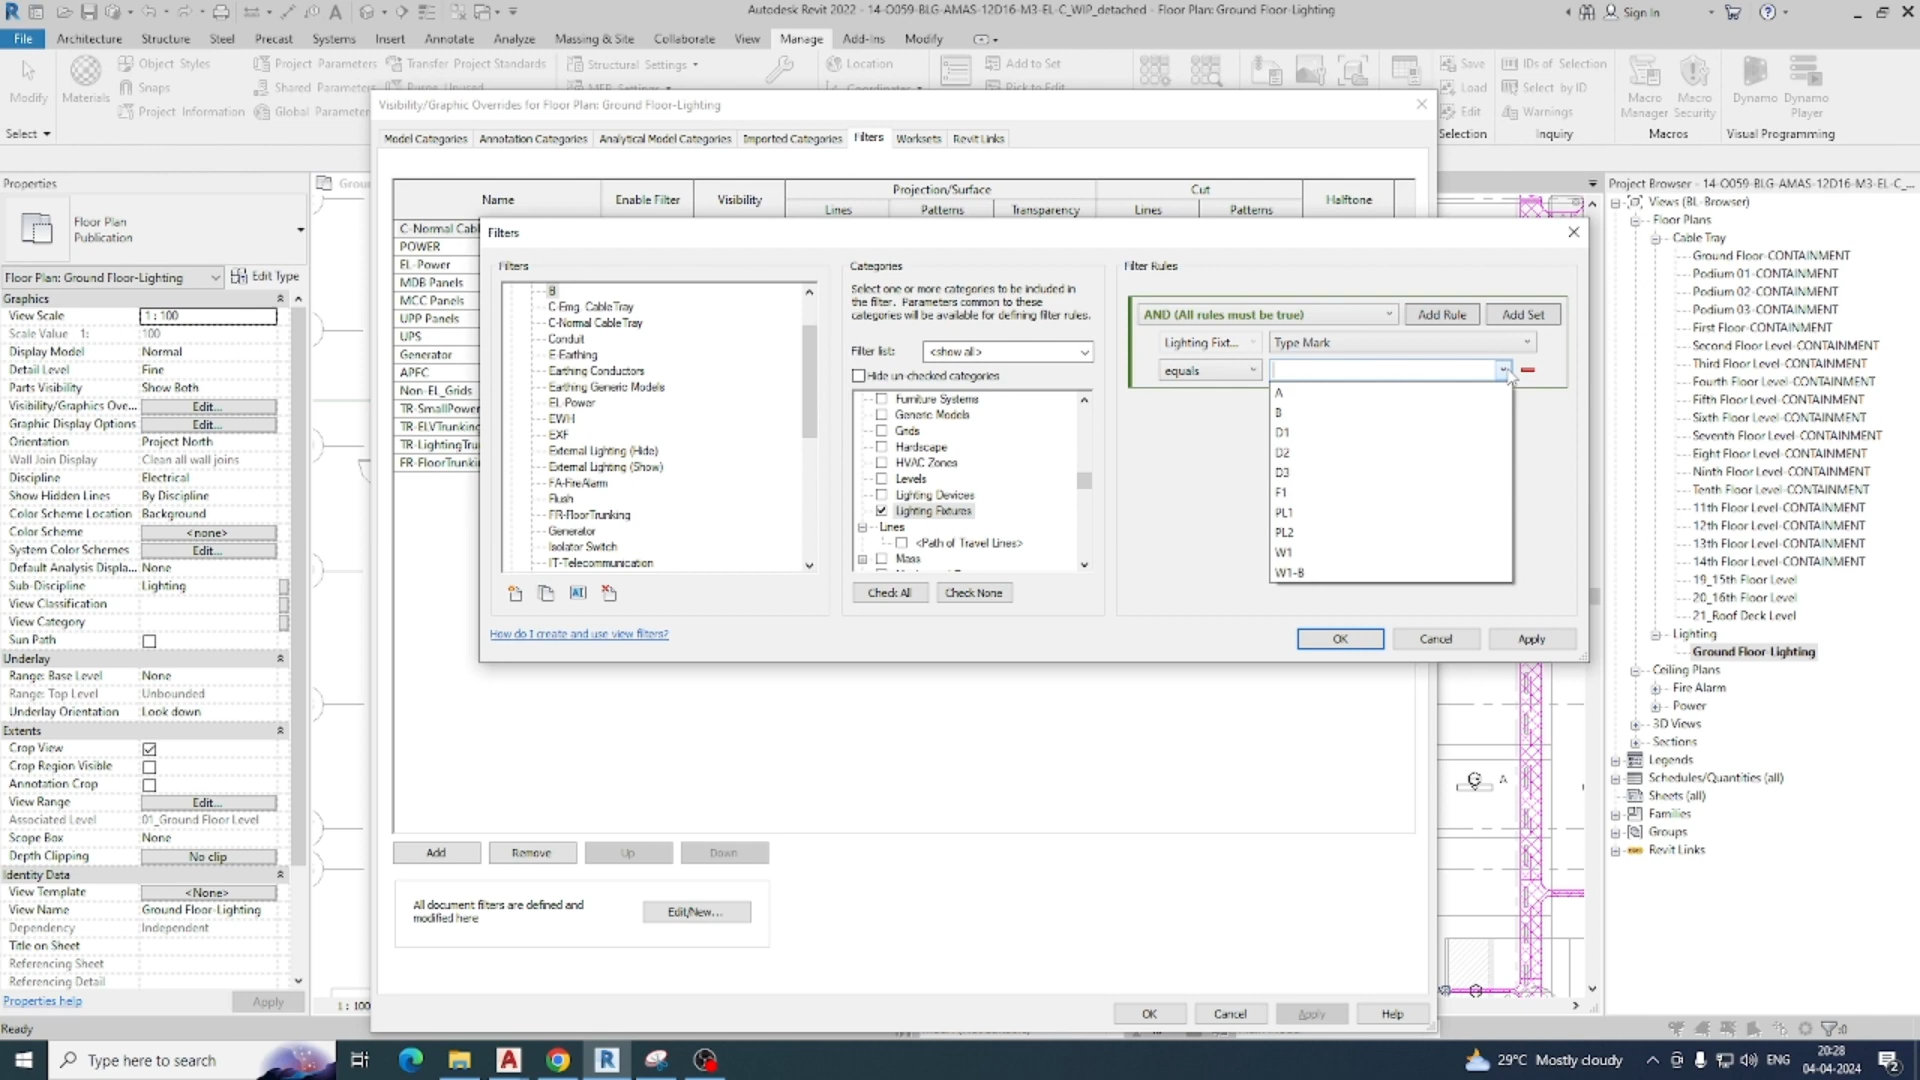 Autodesk Revit 2022 - 14-O059-BLG-AMAS-12D16-M3-EL-C_WIP_detached - Floor Plan: Ground Floor-Lighting
Sign In
File Architecture Structure Steel Precast Systems Insert Annotate Analyze Massing & Site Collaborate View Manage Add-Ins Modify
Modify
Materials
Object Styles
Snaps
Project Information
Project Parameters
Shared Parameters
Global Parameters
Transfer Project Standards
Purge Unused
Structural Settings
MEP Settings
Location
Coordinates
Add to Set
Pick to Edit
Save
Load
Edit
IDs of Selection
Select by ID
Warnings
Macro Manager
Macro Security
Dynamo
Dynamo Player
Select
Selection
Inquiry
Macros
Visual Programming
Properties
Floor Plan
Publication
Floor Plan: Ground Floor-Lighting
Edit Type
Graphics
View Scale 1 : 100
Scale Value 1: 100
Display Model Normal
Detail Level Fine
Parts Visibility Show Both
Visibility/Graphics Ove... Edit...
Graphic Display Options Edit...
Orientation Project North
Wall Join Display Clean all wall joins
Discipline Electrical
Show Hidden Lines By Discipline
Color Scheme Location Background
Color Scheme <none>
System Color Schemes Edit...
Default Analysis Displa... None
Sub-Discipline Lighting
View Classification
View Category
Sun Path
Underlay
Range: Base Level None
Range: Top Level Unbounded
Underlay Orientation Look down
Extents
Crop View
Crop Region Visible
Annotation Crop
View Range Edit...
Associated Level 01_Ground Floor Level
Scope Box None
Depth Clipping No clip
Identity Data
View Template <None>
View Name Ground Floor-Lighting
Dependency Independent
Title on Sheet
Referencing Sheet
Referencing Detail
Properties help
Apply
Ready
1 : 100
Visibility/Graphic Overrides for Floor Plan: Ground Floor-Lighting
Model Categories Annotation Categories Analytical Model Categories Imported Categories Filters Worksets Revit Links
Name Enable Filter Visibility Projection/Surface Cut Halftone
Lines Patterns Transparency Lines Patterns
C-Normal Cabl
POWER
EL-Power
MDB Panels
MCC Panels
UPP Panels
UPS
Generator
APFC
Non-EL_Grids
TR-SmallPower
TR-ELVTrunking
TR-LightingTru
FR-FloorTrunkin
Filters
Filters
B
C-Emg. CableTray
C-Normal CableTray
Conduit
E-Earthing
Earthing Conductors
Earthing Generic Models
EL-Power
EWH
EXF
External Lighting (Hide)
External Lighting (Show)
FA-FireAlarm
Flush
FR-FloorTrunking
Generator
Isolator Switch
IT-Telecommunication
How do I create and use view filters?
Categories
Select one or more categories to be included in
the filter. Parameters common to these
categories will be available for defining filter rules.
Filter list: <show all>
Hide un-checked categories
Furniture Systems
Generic Models
Grids
Hardscape
HVAC Zones
Levels
Lighting Devices
Lighting Fixtures
Lines
<Path of Travel Lines>
Mass
Check All Check None
Filter Rules
AND (All rules must be true) Add Rule Add Set
Lighting Fixt... Type Mark
equals
A
B
D1
D2
D3
F1
PL1
PL2
W1
W1-B
OK Cancel Apply
Add Remove Up Down
All document filters are defined and
modified here
Edit/New...
OK Cancel Apply Help
A
Project Browser - 14-O059-BLG-AMAS-12D16-M3-EL-C_...
Views (BL-Browser)
Floor Plans
Cable Tray
Ground Floor-CONTAINMENT
Podium 01-CONTAINMENT
Podium 02-CONTAINMENT
Podium 03-CONTAINMENT
First Floor-CONTAINMENT
Second Floor Level-CONTAINMENT
Third Floor Level-CONTAINMENT
Fourth Floor Level-CONTAINMENT
Fifth Floor Level-CONTAINMENT
Sixth Floor Level-CONTAINMENT
Seventh Floor Level-CONTAINMENT
Eight Floor Level-CONTAINMENT
Ninth Floor Level-CONTAINMENT
Tenth Floor Level-CONTAINMENT
11th Floor Level-CONTAINMENT
12th Floor Level-CONTAINMENT
13th Floor Level-CONTAINMENT
14th Floor Level-CONTAINMENT
19_15th Floor Level
20_16th Floor Level
21_Roof Deck Level
Lighting
Ground Floor-Lighting
Ceiling Plans
Fire Alarm
Power
3D Views
Sections
Legends
Schedules/Quantities (all)
Sheets (all)
Families
Groups
Revit Links
:0
Type here to search
29°C Mostly cloudy
ENG
20:28
04-04-2024
2